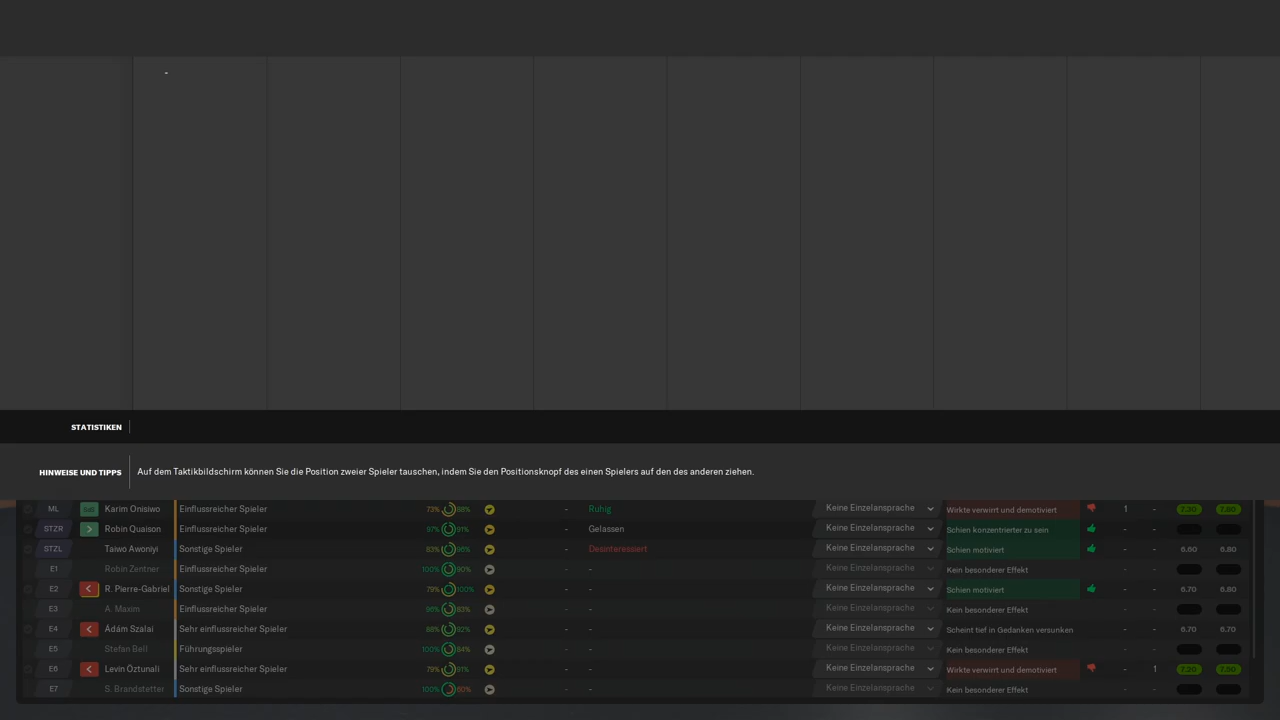 STATISTIKEN
HINWEISE UND TIPPS Auf dem Taktikbildschirm können Sie die Position zweier Spieler tauschen, indem Sie den Positionsknopf des einen Spielers auf den des anderen ziehen.
ML Karim Onisiwo Einflussreicher Spieler 73% 88% - Ruhig Keine Einzelansprache Wirkte verwirrt und demotiviert 1 - 7.30 7.90
STZR Robin Quaison Einflussreicher Spieler 97% 91% - Gelassen Keine Einzelansprache Schien konzentrierter zu sein - -
STZL Taiwo Awoniyi Sonstige Spieler 83% 96% - Desinteressiert Keine Einzelansprache Schien motiviert - - 6.60 6.80
E1 Robin Zentner Einflussreicher Spieler 100% 90% - - Keine Einzelansprache Kein besonderer Effekt - -
E2 R. Pierre-Gabriel Sonstige Spieler 79% 100% - - Keine Einzelansprache Schien motiviert - - 6.70 6.80
E3 A. Maxim Einflussreicher Spieler 96% 83% - - Keine Einzelansprache Kein besonderer Effekt - -
E4 Ádám Szalai Sehr einflussreicher Spieler 88% 92% - - Keine Einzelansprache Scheint tief in Gedanken versunken - - 6.70 6.70
E5 Stefan Bell Führungsspieler 100% 84% - - Keine Einzelansprache Kein besonderer Effekt - -
E6 Levin Öztunali Sehr einflussreicher Spieler 79% 91% - - Keine Einzelansprache Wirkte verwirrt und demotiviert - 1 7.20 7.90
E7 S. Brandstetter Sonstige Spieler 100% 60% - - Keine Einzelansprache Kein besonderer Effekt - -